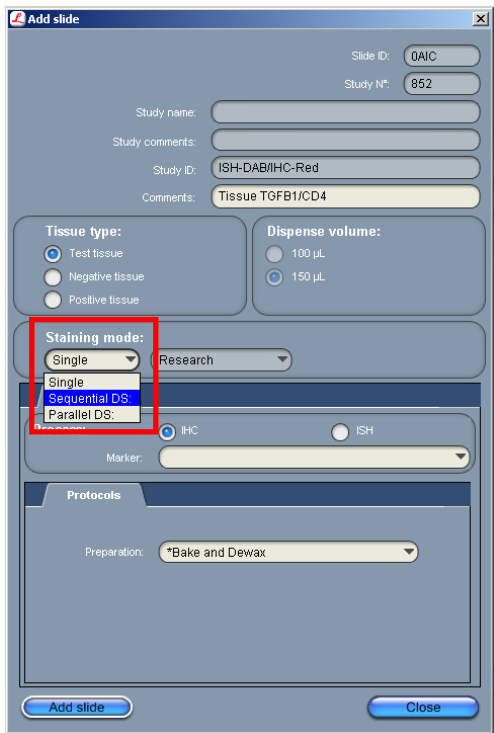 Add slide
Slide ID: 0AIC
Study Nº: 852
Study name:
Study comments:
Study ID: ISH-DAB/IHC-Red
Comments: Tissue TGFB1/CD4
Tissue type:
Test tissue
Negative tissue
Positive tissue
Dispense volume:
100 µL
150 µL
Staining mode:
Single Research
Single
Sequential DS:
Parallel DS:
IHC ISH
Marker:
Protocols
Preparation: *Bake and Dewax
Add slide Close